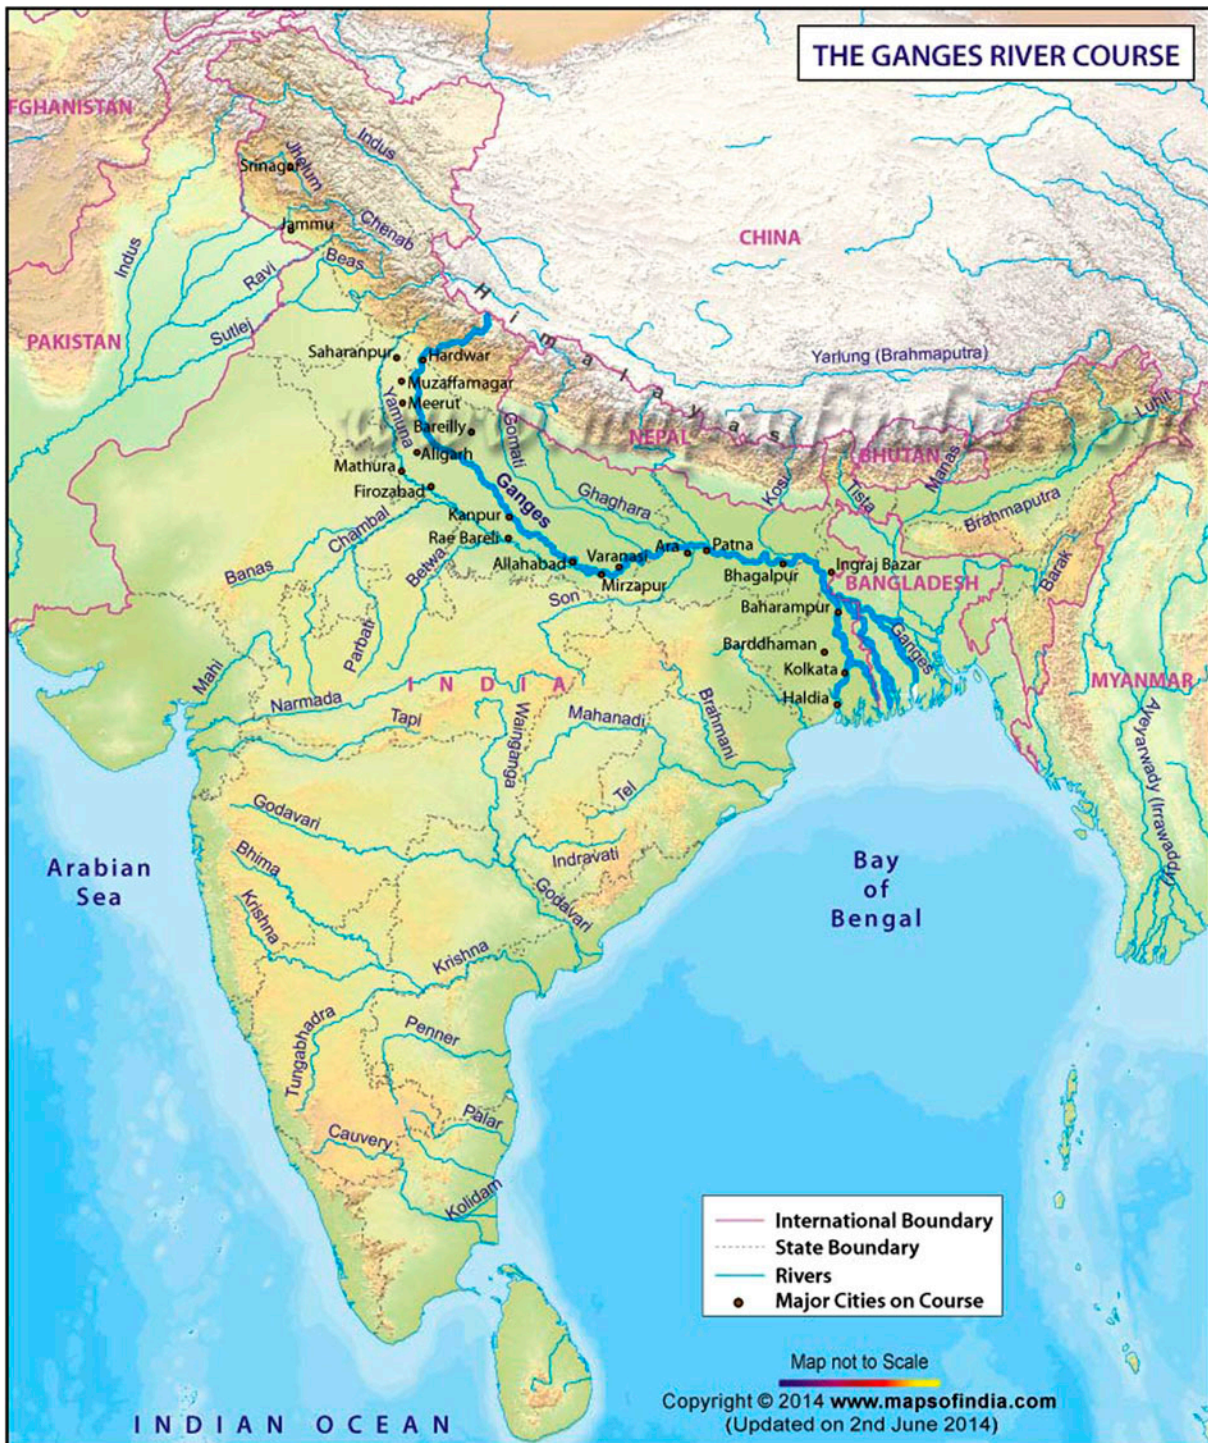 THE GANGES RIVER COURSE
FGHANISTAN
Indus
Srinagar
Jhelum
Chenab
Jammu
CHINA
Indus
Ravi
Beas
Himalayas
PAKISTAN
Sutlej
Saharanpur
Hardwar
Yarlung (Brahmaputra)
Muzaffarnagar
Meerut
Yamuna
Luhit
Bareilly
Gomati
NEPAL
BHUTAN
Manas
Aligarh
Mathura
Firozabad
Ghaghara
Kosi
Tista
Ganges
Brahmaputra
Kanpur
Chambal
Rae Bareli
Ara
Patna
Banas
Betwa
Allahabad
Varanasi
Mirzapur
Bhagalpur
Ingraj Bazar
BANGLADESH
Barak
Son
Baharampur
Parbati
Barddhaman
Ganges
Mahi
Kolkata
MYANMAR
Narmada
INDIA
Haldia
Tapi
Wainganga
Mahanadi
Brahmani
Ayeyarwady (Irrawaddy)
Godavari
Tel
Bhima
Indravati
Arabian
Sea
Bay
of
Bengal
Krishna
Godavari
Krishna
Tungabhadra
Penner
Palar
Cauvery
Kolidam
International Boundary
State Boundary
Rivers
Major Cities on Course
Map not to Scale
Copyright © 2014 www.mapsofindia.com
(Updated on 2nd June 2014)
INDIAN OCEAN